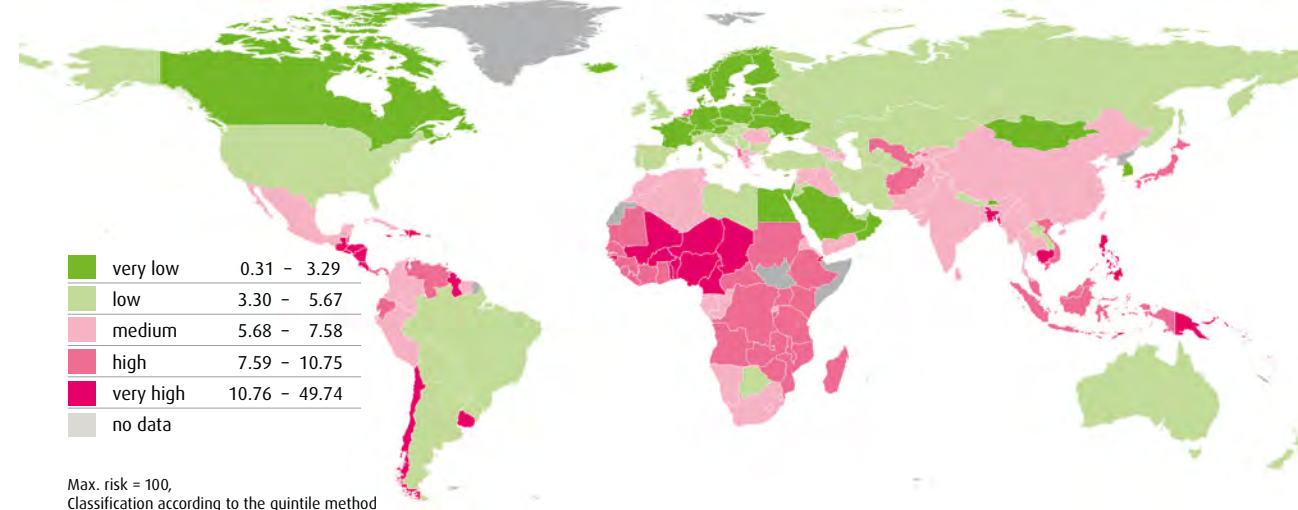 very low 0.31 – 3.29
low 3.30 – 5.67
medium 5.68 – 7.58
high 7.59 – 10.75
very high 10.76 – 49.74
no data
Max. risk = 100,
Classification according to the quintile method